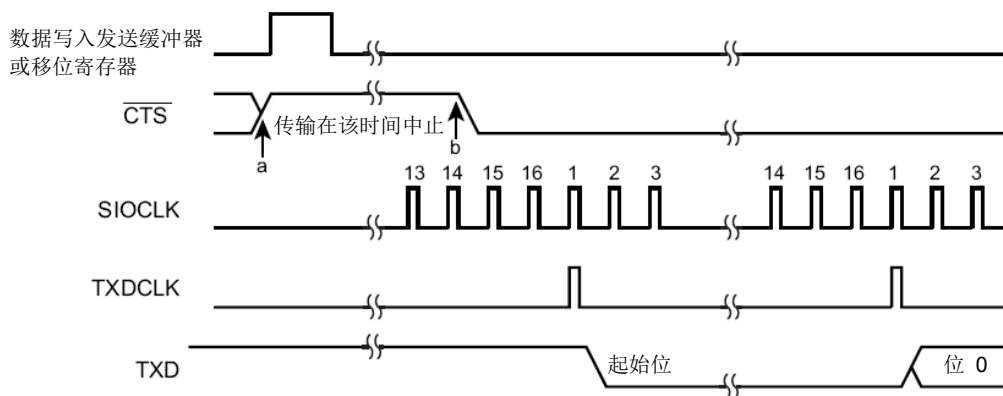 数据写入发送缓冲器
或移位寄存器
CTS
传输在该时间中止
a
b
13 14 15 16 1 2 3 14 15 16 1 2 3
SIOCLK
TXDCLK
TXD
起始位
位 0